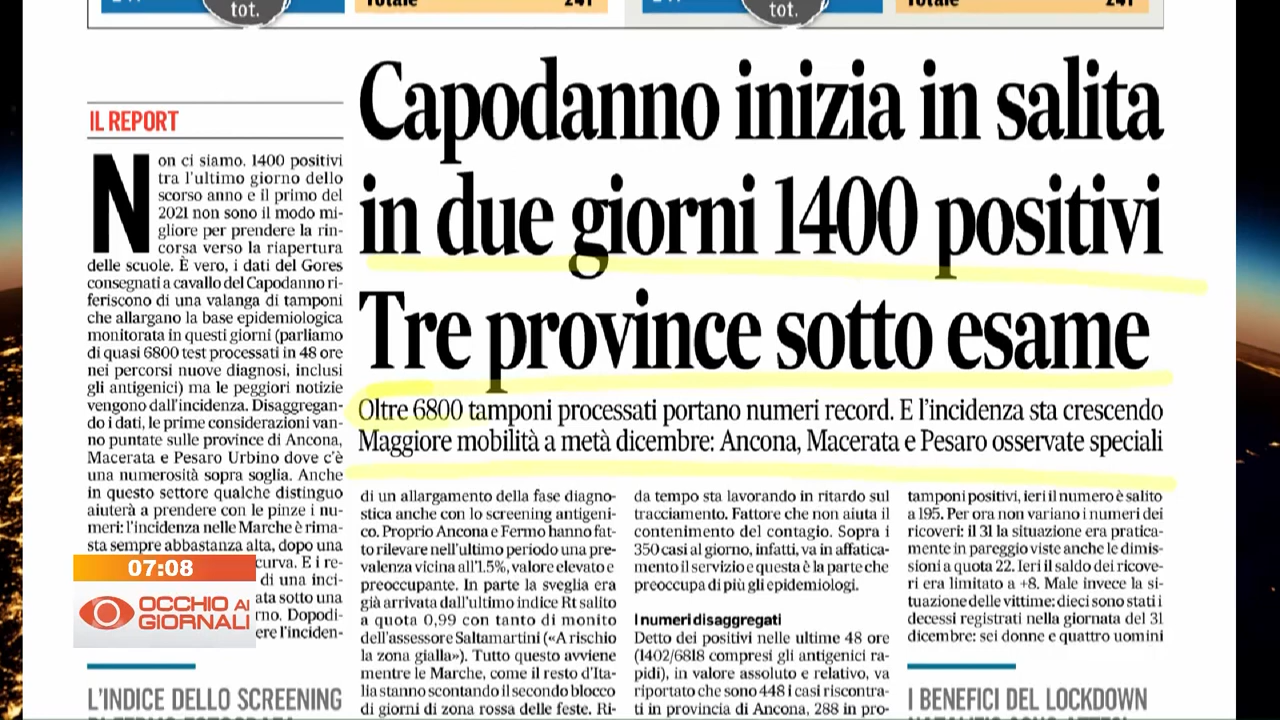 tot.
Totale
241
tot.
Totale
241
Capodanno inizia in salita
in due giorni 1400 positivi
Tre province sotto esame
Oltre 6800 tamponi processati portano numeri record. E l'incidenza sta crescendo
Maggiore mobilità a metà dicembre: Ancona, Macerata e Pesaro osservate speciali
IL REPORT
Non ci siamo. 1400 positivi
tra l'ultimo giorno dello
scorso anno e il primo del
2021 non sono il modo mi-
gliore per prendere la rin-
corsa verso la riapertura
delle scuole. È vero, i dati del Gores
consegnati a cavallo del Capodanno ri-
feriscono di una valanga di tamponi
che allargano la base epidemiologica
monitorata in questi giorni (parliamo
di quasi 6800 test processati in 48 ore
nei percorsi nuove diagnosi, inclusi
gli antigenici) ma le peggiori notizie
vengono dall'incidenza. Disaggregan-
do i dati, le prime considerazioni van-
no puntate sulle province di Ancona,
Macerata e Pesaro Urbino dove c'è
una numerosità sopra soglia. Anche
in questo settore qualche distinguo
aiuterà a prendere con le pinze i nu-
meri: l'incidenza nelle Marche è rima-
sta sempre abbastanza alta, dopo una
curva. E i re-
di una inci-
ata sotto una
rno. Dopodi-
ere l'inciden-
07:08
OCCHIO AI
GIORNALI
L'INDICE DELLO SCREENING
di un allargamento della fase diagno-
stica anche con lo screening antigeni-
co. Proprio Ancona e Fermo hanno fat-
to rilevare nell'ultimo periodo una pre-
valenza vicina all'1.5%, valore elevato e
preoccupante. In parte la sveglia era
già arrivata dall'ultimo indice Rt salito
a quota 0,99 con tanto di monito
dell'assessore Saltamartini («A rischio
la zona gialla»). Tutto questo avviene
mentre le Marche, come il resto d'Ita-
lia stanno scontando il secondo blocco
di giorni di zona rossa delle feste. Ri-
da tempo sta lavorando in ritardo sul
tracciamento. Fattore che non aiuta il
contenimento del contagio. Sopra i
350 casi al giorno, infatti, va in affatica-
mento il servizio e questa è la parte che
preoccupa di più gli epidemiologi.
I numeri disaggregati
Detto dei positivi nelle ultime 48 ore
(1402/6818 compresi gli antigenici ra-
pidi), in valore assoluto e relativo, va
riportato che sono 448 i casi riscontra-
ti in provincia di Ancona, 288 in pro-
tamponi positivi, ieri il numero è salito
a 195. Per ora non variano i numeri dei
ricoveri: il 31 la situazione era pratica-
mente in pareggio viste anche le dimis-
sioni a quota 22. Ieri il saldo dei ricove-
ri era limitato a +8. Male invece la si-
tuazione delle vittime: dieci sono stati i
decessi registrati nella giornata del 31
dicembre: sei donne e quattro uomini
I BENEFICI DEL LOCKDOWN